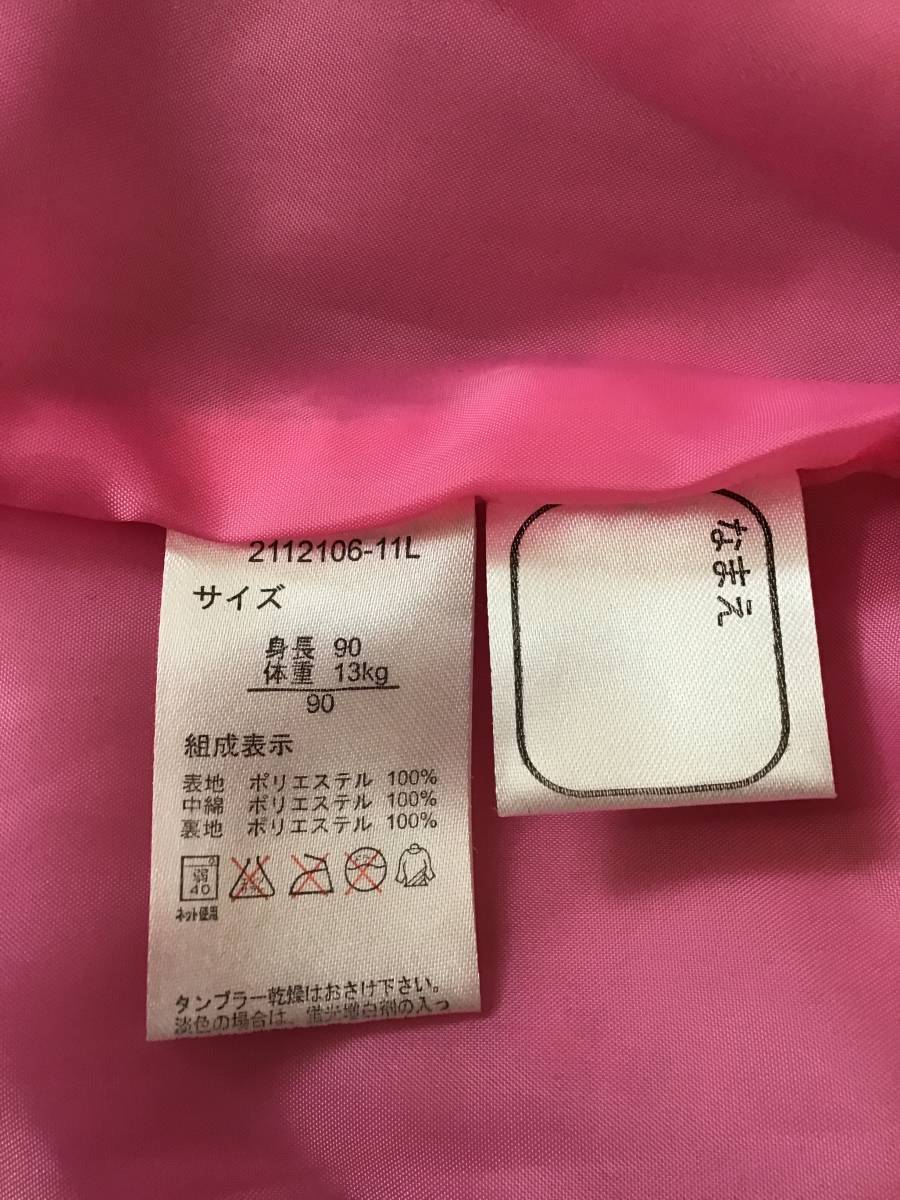 2112106-11L
サイズ
身長 90
体重 13kg
90
組成表示
表地 ポリエステル 100%
中綿 ポリエステル 100%
裏地 ポリエステル 100%
弱
40
ネット使用
タンブラー乾燥はおさけ下さい。
淡色の場合は、蛍光増白剤の入っ
なまえ